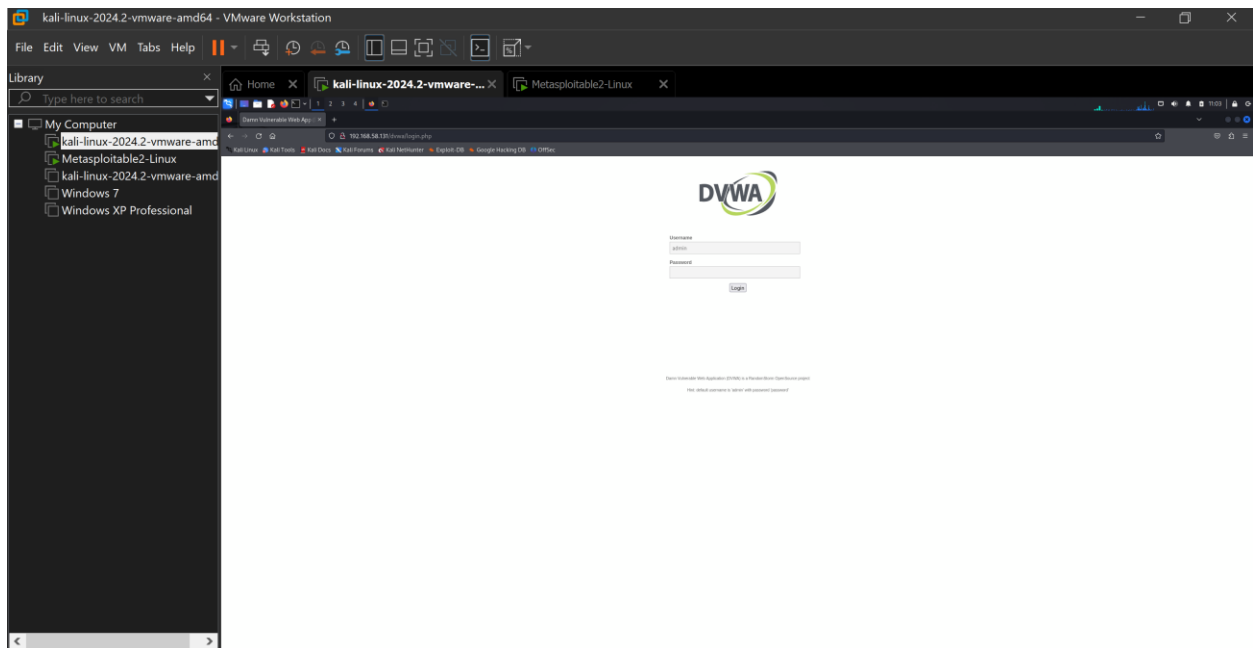 kali-linux-2024.2-vmware-amd64 - VMware Workstation
File Edit View VM Tabs Help
Library
Type here to search
My Computer
kali-linux-2024.2-vmware-amd
Metasploitable2-Linux
kali-linux-2024.2-vmware-amd
Windows 7
Windows XP Professional
Home
kali-linux-2024.2-vmware-...
Metasploitable2-Linux
1 2 3 4
11:03
Damn Vulnerable Web App
192.168.58.131/dvwa/login.php
Kali Linux Kali Tools Kali Docs Kali Forums Kali NetHunter Exploit-DB Google Hacking DB OffSec
DVWA
Username
admin
Password
Login
Damn Vulnerable Web Application (DVWA) is a RandomStorm OpenSource project
Hint: default username is 'admin' with password 'password'